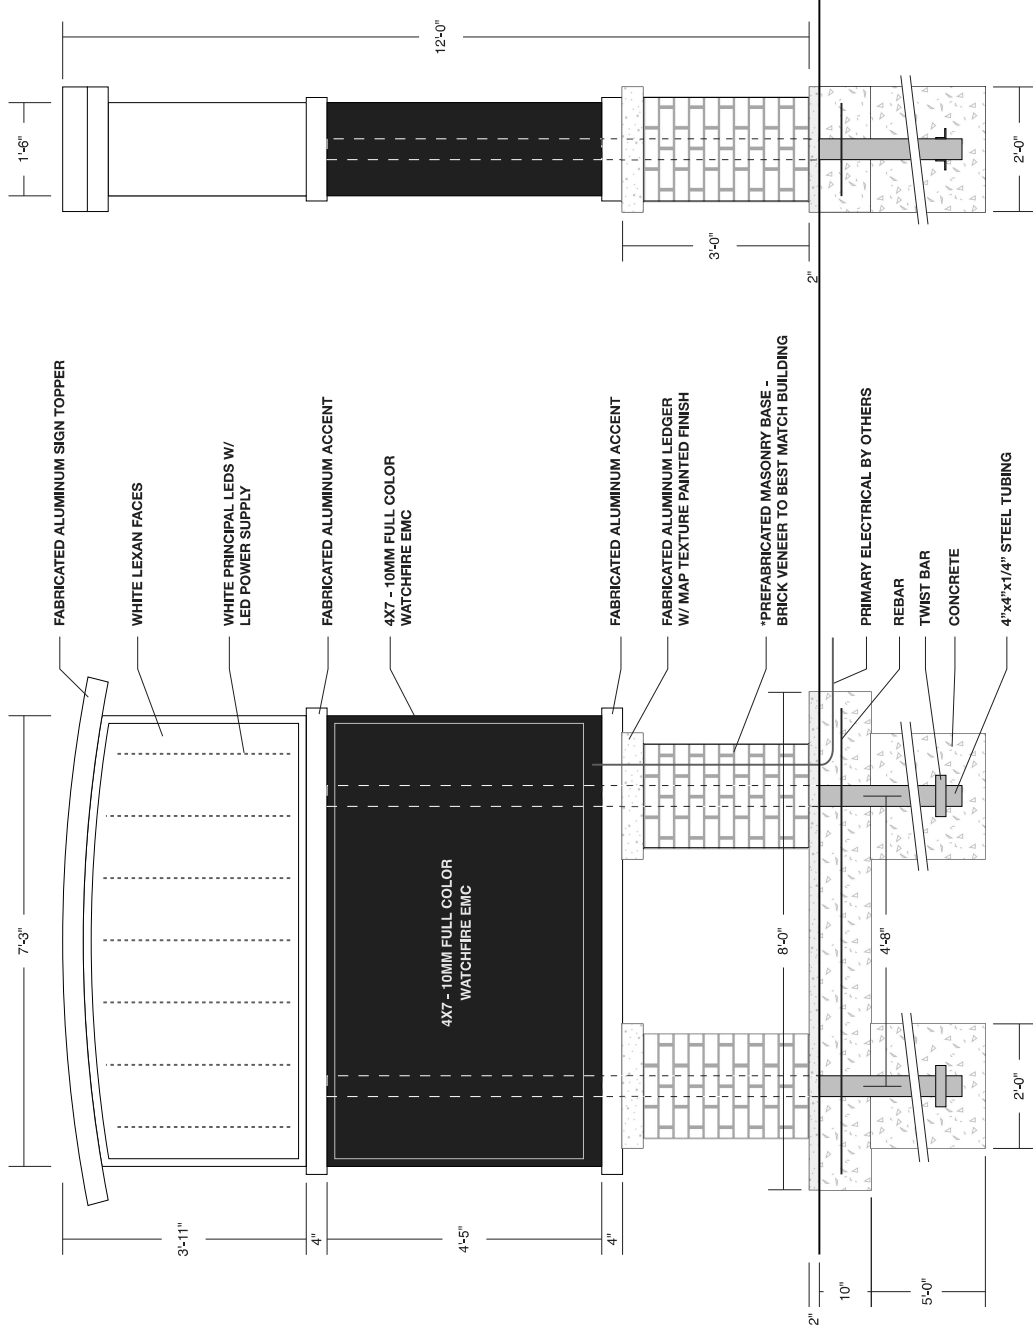 FABRICATED ALUMINUM SIGN TOPPER
WHITE LEXAN FACES
WHITE PRINCIPAL LEDS W/
LED POWER SUPPLY
FABRICATED ALUMINUM ACCENT
4X7 - 10MM FULL COLOR
WATCHFIRE EMC
FABRICATED ALUMINUM ACCENT
FABRICATED ALUMINUM LEDGER
W/ MAP TEXTURE PAINTED FINISH
*PREFABRICATED MASONRY BASE -
BRICK VENEER TO BEST MATCH BUILDING
PRIMARY ELECTRICAL BY OTHERS
REBAR
TWIST BAR
CONCRETE
4"x4"x1/4" STEEL TUBING
7'-3"
4X7 - 10MM FULL COLOR
WATCHFIRE EMC
8'-0"
4'-8"
2'-0"
3'-11"
4"
4'-5"
4"
2"
10"
5'-0"
1'-6"
12'-0"
3'-0"
2"
2'-0"